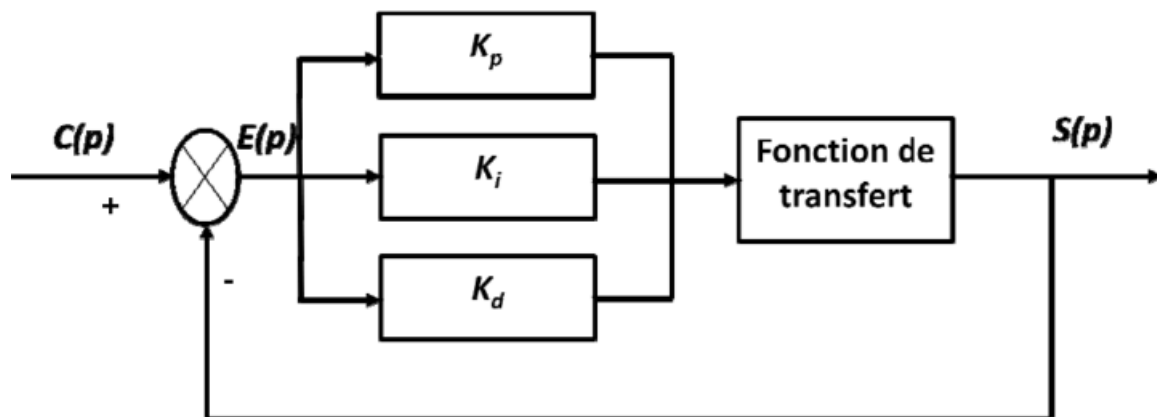 K_p
C(p)
E(p)
S(p)
Fonction de
transfert
K_i
+
-
K_d